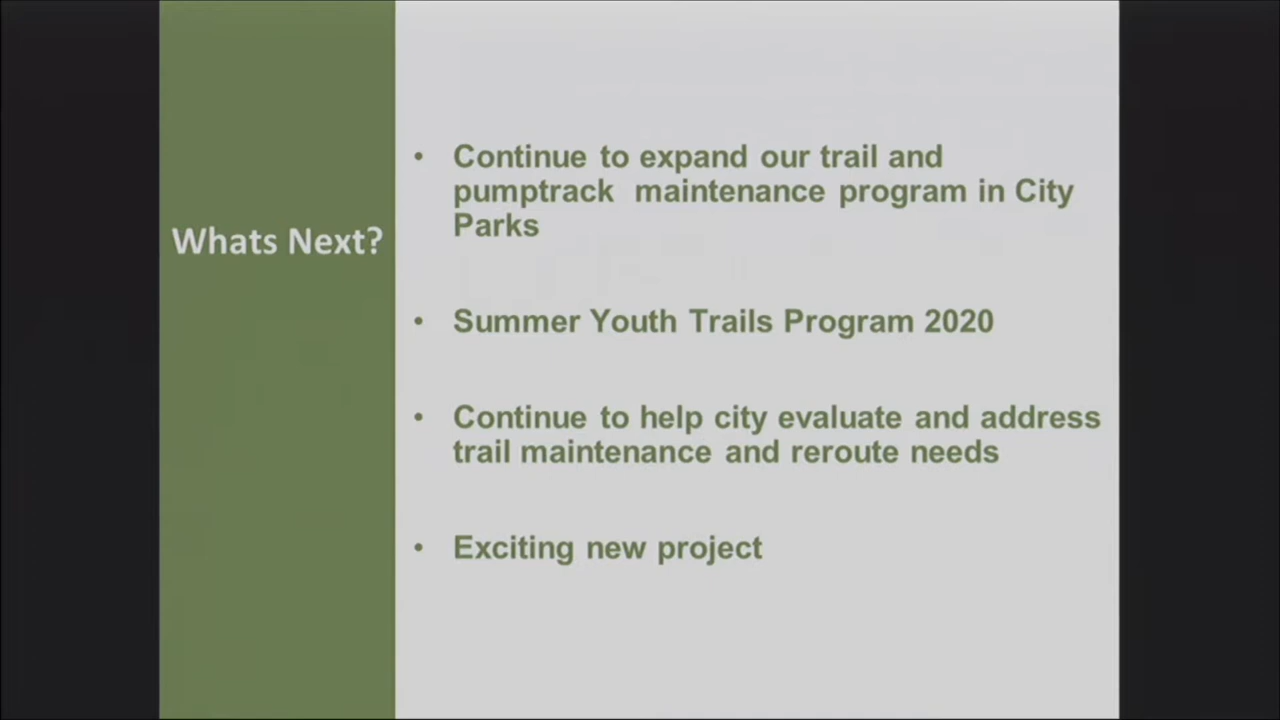 Whats Next?
• Continue to expand our trail and
pumptrack maintenance program in City
Parks
• Summer Youth Trails Program 2020
• Continue to help city evaluate and address
trail maintenance and reroute needs
• Exciting new project